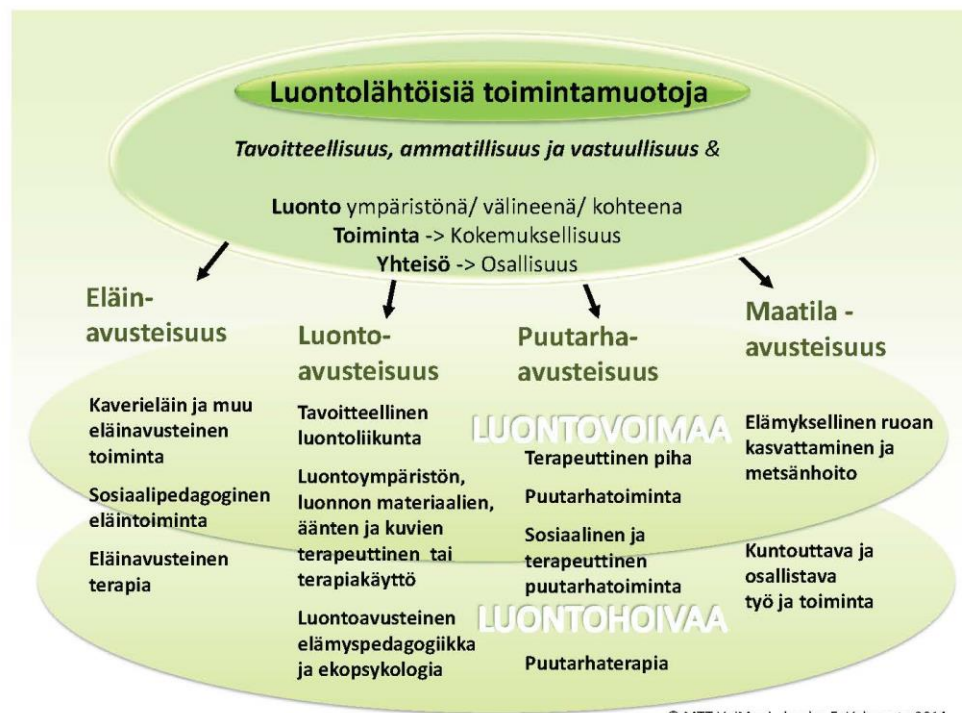 Luontolähtöisiä toimintamuotoja
Tavoitteellisuus, ammatillisuus ja vastuullisuus &
Luonto ympäristönä/ välineenä/ kohteena
Toiminta -> Kokemuksellisuus
Yhteisö -> Osallisuus
Eläin-
avusteisuus
Kaverieläin ja muu
eläinavusteinen
toiminta
Sosiaalipedagoginen
eläintoiminta
Eläinavusteinen
terapia
Luonto-
avusteisuus
Tavoitteellinen
luontoliikunta
Luontoympäristön,
luonnon materiaalien,
äänten ja kuvien
terapeuttinen tai
terapiakäyttö
Luontoavusteinen
elämyspedagogiikka
ja ekopsykologia
Puutarha-
avusteisuus
LUONTOVOIMAA
Terapeuttinen piha
Puutarhatoiminta
Sosiaalinen ja
terapeuttinen
puutarhatoiminta
LUONTOHOIVAA
Puutarhaterapia
Maatila -
avusteisuus
Elämyksellinen ruoan
kasvattaminen ja
metsänhoito
Kuntouttava ja
osallistava
työ ja toiminta